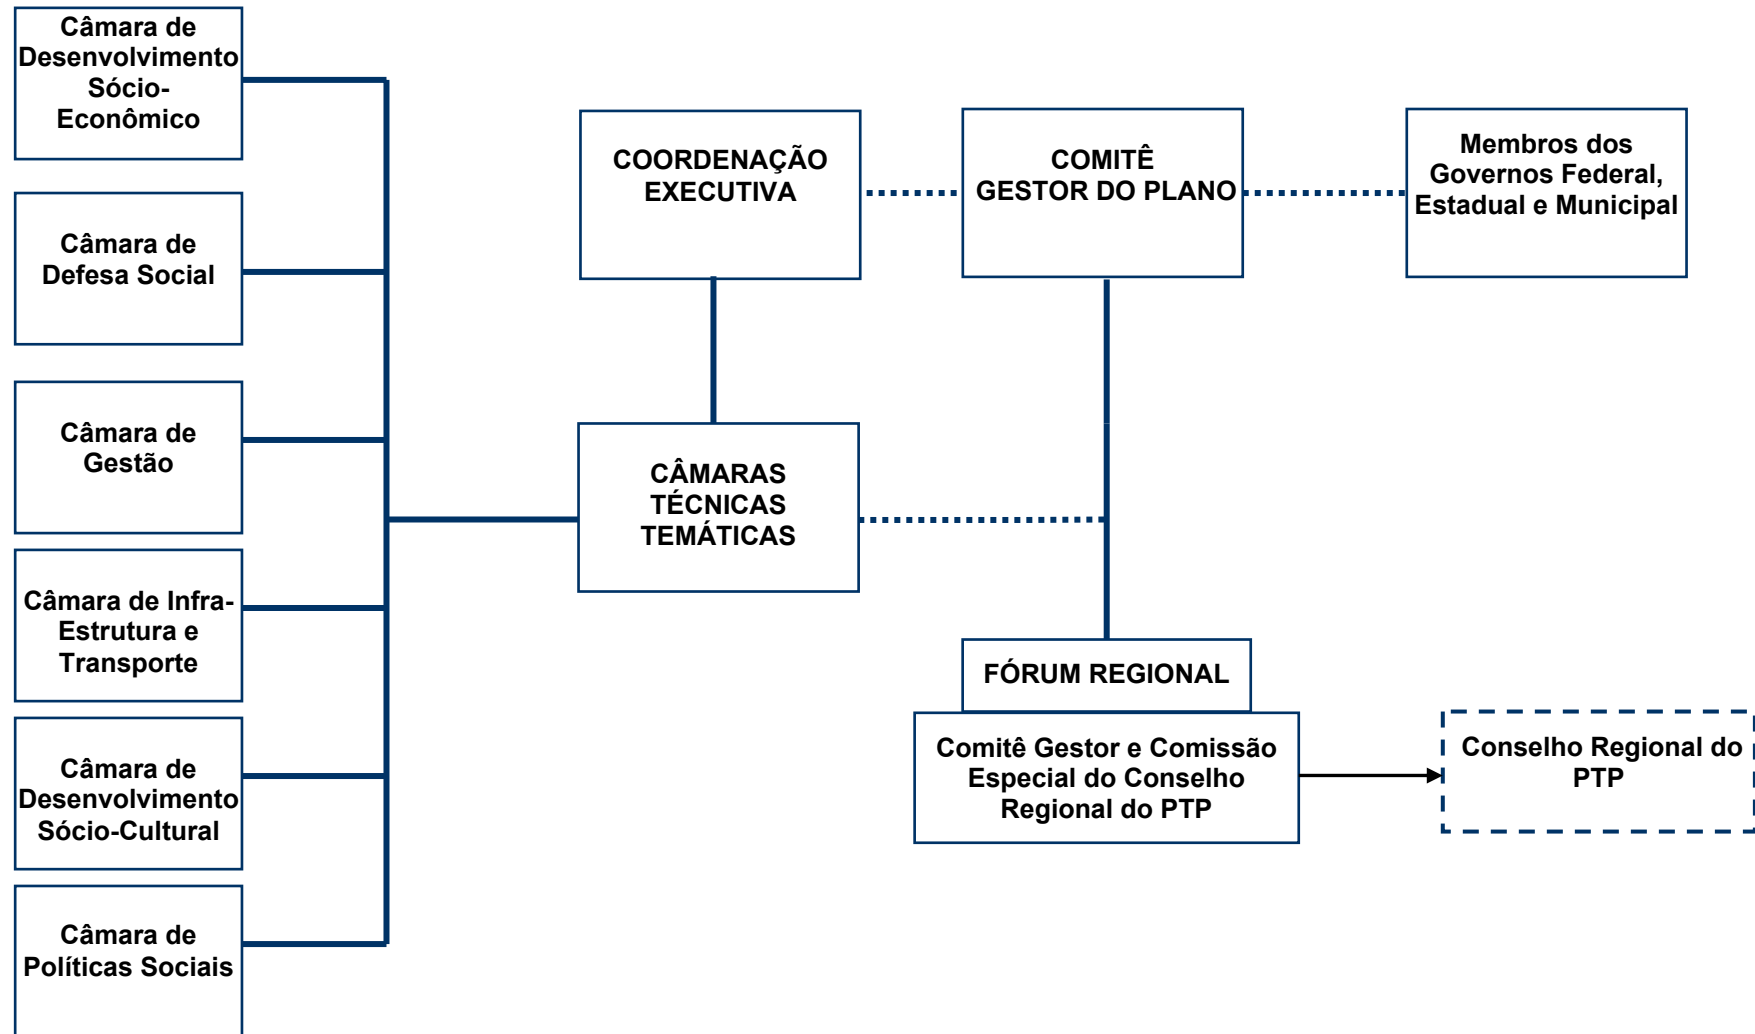 Câmara de
Desenvolvimento
Sócio-
Econômico
Câmara de
Defesa Social
Câmara de
Gestão
Câmara de Infra-
Estrutura e
Transporte
Câmara de
Desenvolvimento
Sócio-Cultural
Câmara de
Políticas Sociais
COORDENAÇÃO
EXECUTIVA
CÂMARAS
TÉCNICAS
TEMÁTICAS
COMITÊ
GESTOR DO PLANO
Membros dos
Governos Federal,
Estadual e Municipal
FÓRUM REGIONAL
Comitê Gestor e Comissão
Especial do Conselho
Regional do PTP
Conselho Regional do
PTP